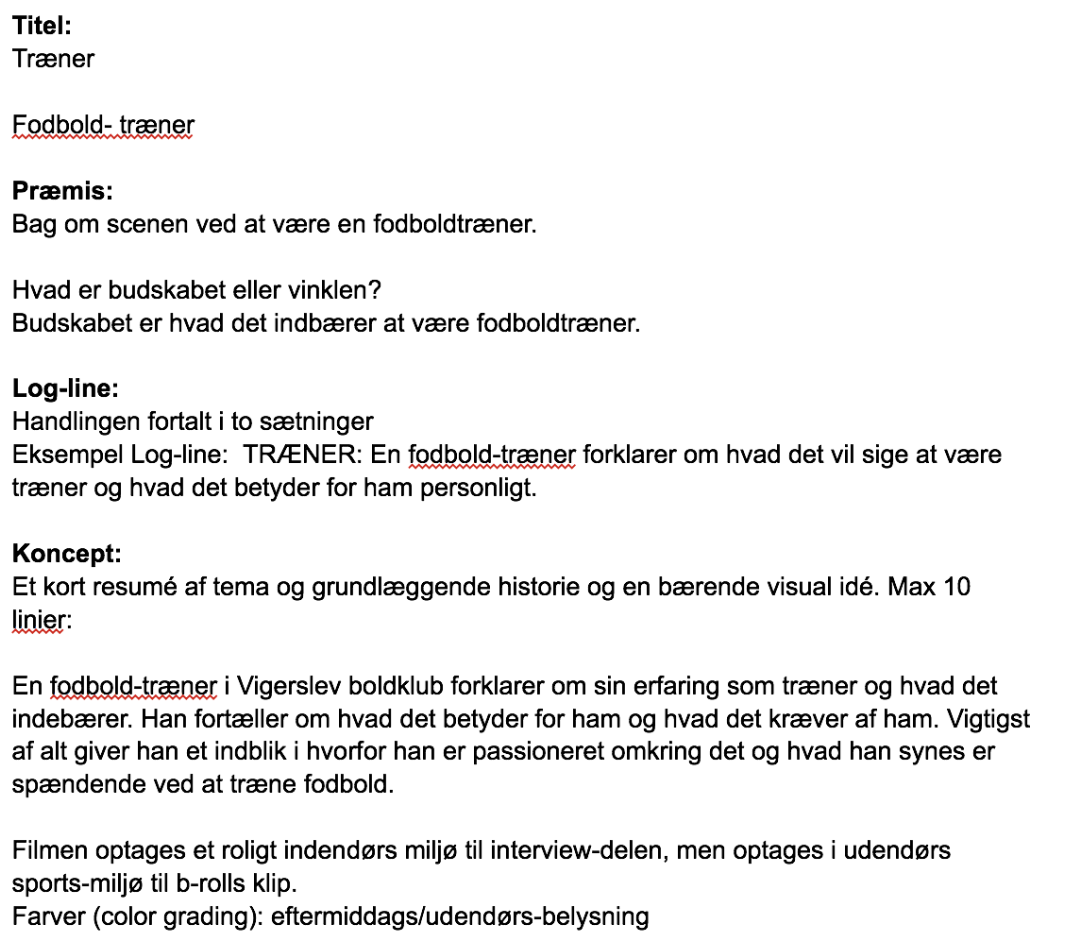 Titel:
Træner
Fodbold- træner
Præmis:
Bag om scenen ved at være en fodboldtræner.
Hvad er budskabet eller vinklen?
Budskabet er hvad det indbærer at være fodboldtræner.
Log-line:
Handlingen fortalt i to sætninger
Eksempel Log-line:  TRÆNER: En fodbold-træner forklarer om hvad det vil sige at være
træner og hvad det betyder for ham personligt.
Koncept:
Et kort resumé af tema og grundlæggende historie og en bærende visual idé. Max 10
linier:
En fodbold-træner i Vigerslev boldklub forklarer om sin erfaring som træner og hvad det
indebærer. Han fortæller om hvad det betyder for ham og hvad det kræver af ham. Vigtigst
af alt giver han et indblik i hvorfor han er passioneret omkring det og hvad han synes er
spændende ved at træne fodbold.
Filmen optages et roligt indendørs miljø til interview-delen, men optages i udendørs
sports-miljø til b-rolls klip.
Farver (color grading): eftermiddags/udendørs-belysning